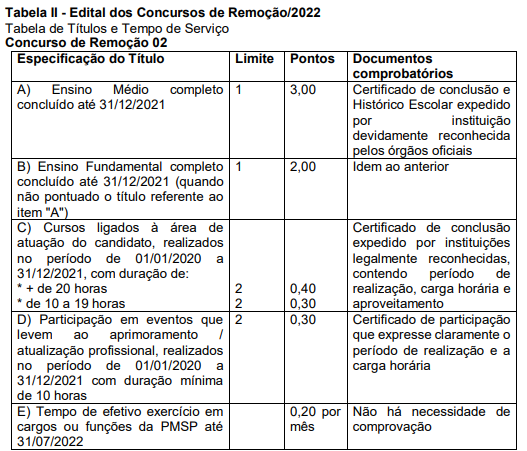 Tabela II - Edital dos Concursos de Remoção/2022
Tabela de Títulos e Tempo de Serviço
Concurso de Remoção 02
Especificação do Título Limite Pontos Documentos
comprobatórios
A) Ensino Médio completo
concluído até 31/12/2021
1
3,00
Certificado de conclusão e
Histórico Escolar expedido
por instituição
devidamente reconhecida
pelos órgãos oficiais
B) Ensino Fundamental completo
concluído até 31/12/2021 (quando
não pontuado o título referente ao
item "A")
1
2,00
Idem ao anterior
C) Cursos ligados à área de
atuação do candidato, realizados
no período de 01/01/2020 a
31/12/2021, com duração de:
* + de 20 horas 2 0,40
* de 10 a 19 horas 2 0,30
Certificado de conclusão
expedido por instituições
legalmente reconhecidas,
contendo período de
realização, carga horária e
aproveitamento
D) Participação em eventos que
levem ao aprimoramento /
atualização profissional, realizados
no período de 01/01/2020 a
31/12/2021 com duração mínima
de 10 horas
2
0,30
Certificado de participação
que expresse claramente o
período de realização e a
carga horária
E) Tempo de efetivo exercício em
cargos ou funções da PMSP até
31/07/2022
0,20 por
mês
Não há necessidade de
comprovação